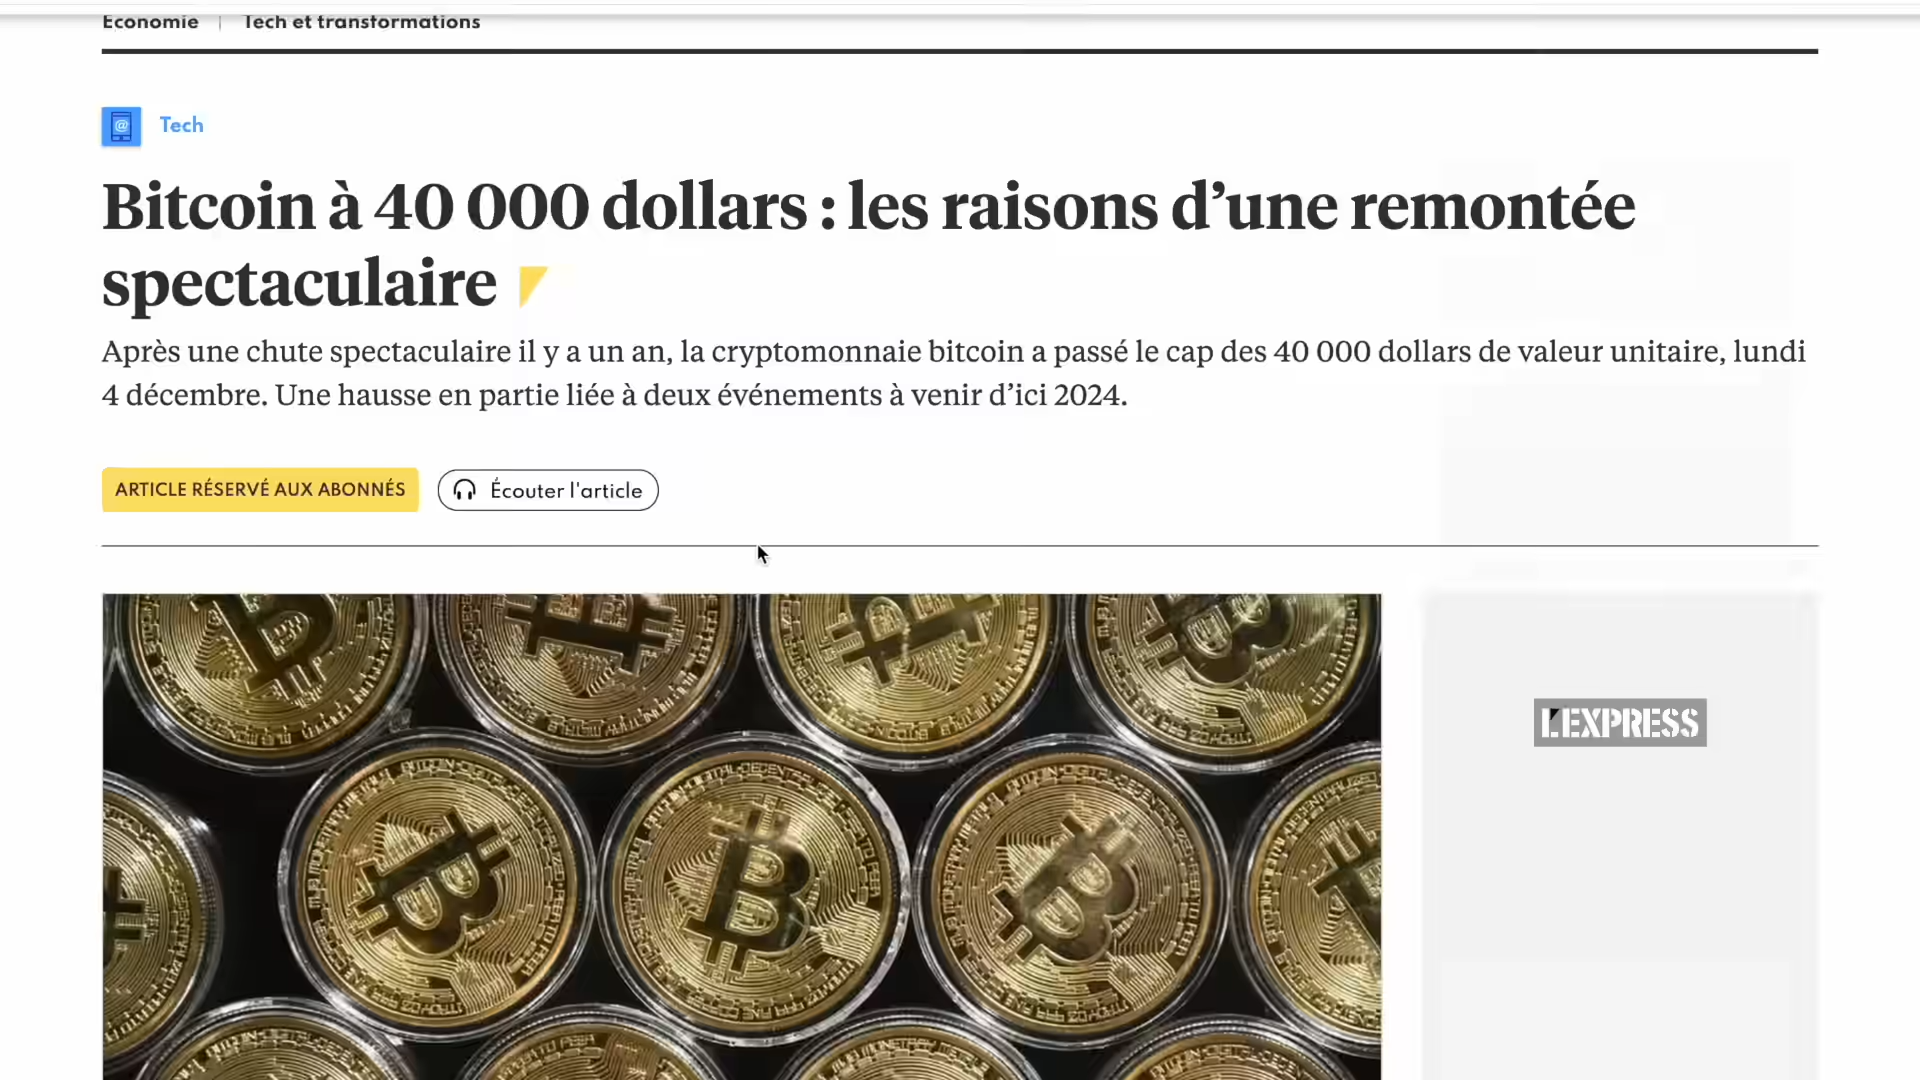 Economie | Tech et transformations
Tech
Bitcoin à 40 000 dollars : les raisons d’une remontée
spectaculaire
Après une chute spectaculaire il y a un an, la cryptomonnaie bitcoin a passé le cap des 40 000 dollars de valeur unitaire, lundi
4 décembre. Une hausse en partie liée à deux événements à venir d’ici 2024.
ARTICLE RÉSERVÉ AUX ABONNÉS
Écouter l'article
L'EXPRESS